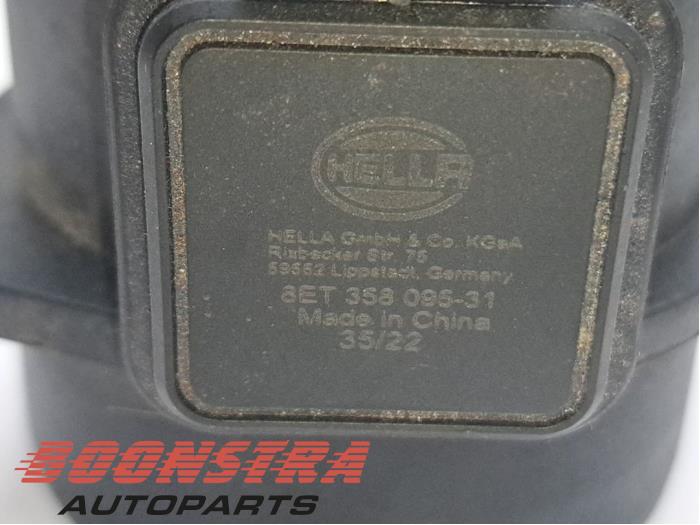 HELLA
HELLA GmbH & Co. KGaA
Rixbecker Str. 75
59552 Lippstadt, Germany
8ET 358 095-31
Made in China
35/22
BOONSTRA
AUTOPARTS